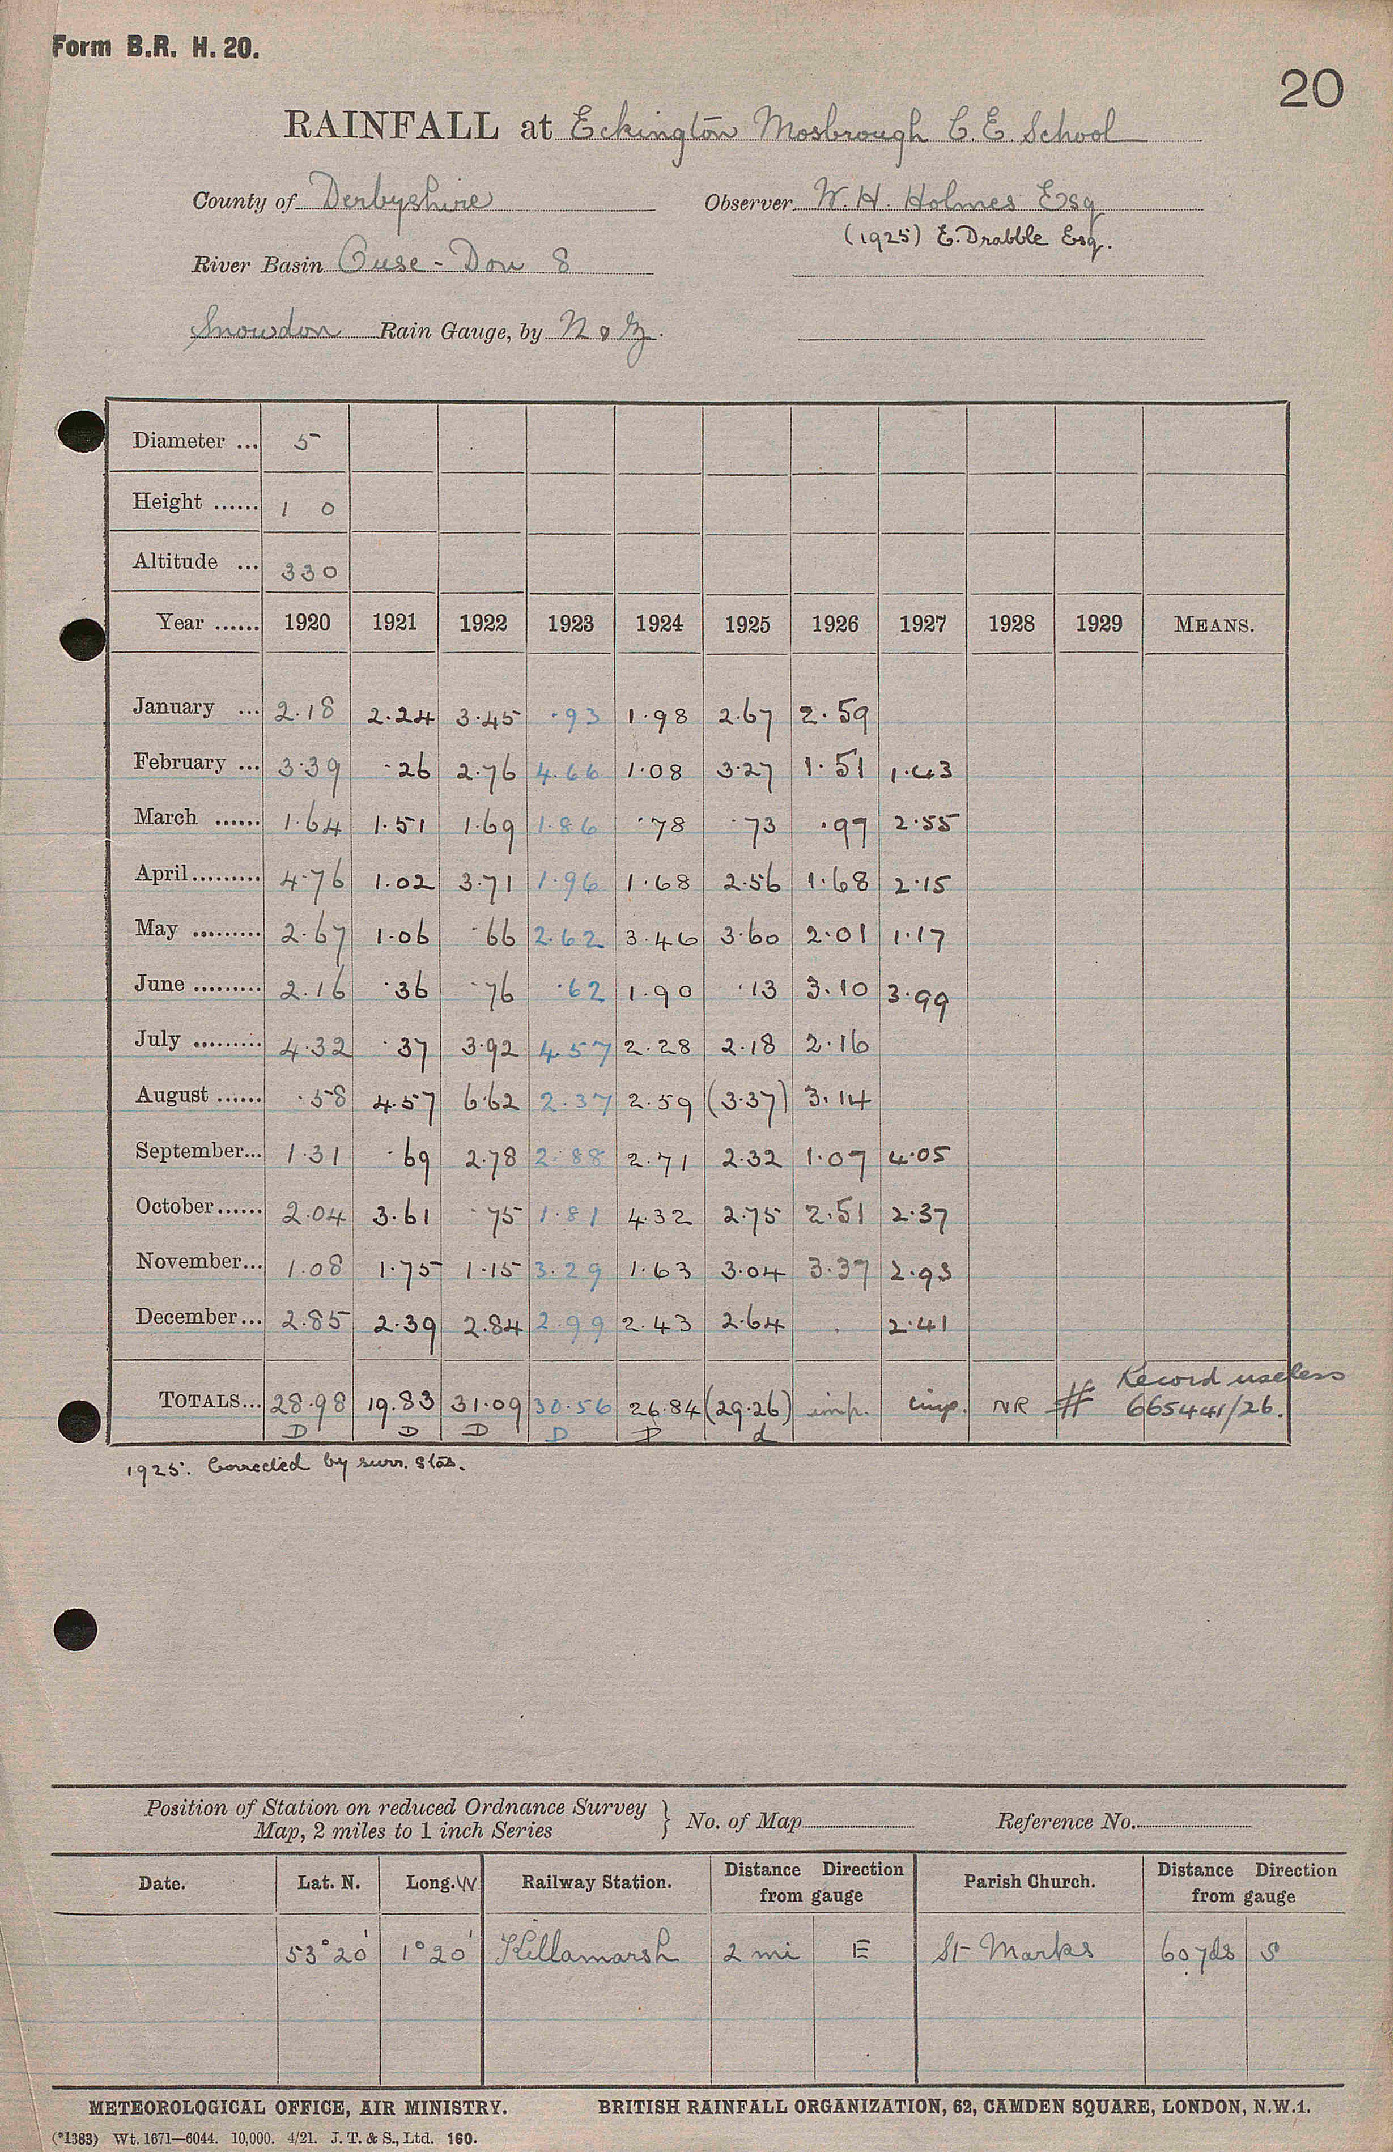 Form B.R. H. 20.
20
RAINFALL at Eckington Mosbrough C. E. School
County of Derbyshire Observer W. H. Holmes Esq
(1925) E. Drabble Esq.
River Basin Ouse - Don 8
Snowdon Rain Gauge, by N & Z.
Diameter ... 5
Height ...... 1 0
Altitude ... 330
Year ...... 1920 1921 1922 1923 1924 1925 1926 1927 1928 1929 MEANS.
January ... 2.18 2.24 3.45 .93 1.98 2.67 2.59
February ... 3.39 .26 2.76 4.66 1.08 3.27 1.51 1.43
March ...... 1.64 1.51 1.69 1.86 .78 .73 .97 2.55
April ......... 4.76 1.02 3.71 1.96 1.68 2.56 1.68 2.15
May ......... 2.67 1.06 .66 2.62 3.46 3.60 2.01 1.17
June ......... 2.16 .36 .76 .62 1.90 .13 3.10 3.99
July ......... 4.32 .37 3.92 4.57 2.28 2.18 2.16
August ...... .58 4.57 6.62 2.37 2.59 (3.37) 3.14
September... 1.31 .69 2.78 2.88 2.71 2.32 1.07 4.05
October...... 2.04 3.61 .75 1.81 4.32 2.75 2.51 2.37
November... 1.08 1.75 1.15 3.29 1.63 3.04 3.37 2.93
December... 2.85 2.39 2.84 2.99 2.43 2.64 . 2.41
Record useless
TOTALS... 28.98 19.83 31.09 30.56 26.84 (29.26) imp. imp. NR # 665441/26.
D D D D D d
1925. Corrected by surr. Stns.
Position of Station on reduced Ordnance Survey
Map, 2 miles to 1 inch Series } No. of Map Reference No.
Date. Lat. N. Long. W Railway Station. Distance Direction from gauge Parish Church. Distance Direction from gauge
53°20' 1°20' Killamarsh 2 mi E St Marks 60 yds S
METEOROLOGICAL OFFICE, AIR MINISTRY. BRITISH RAINFALL ORGANIZATION, 62, CAMDEN SQUARE, LONDON, N.W.1.
(*1383) Wt. 1671—6044. 10,000. 4/21. J. T. & S., Ltd. 160.